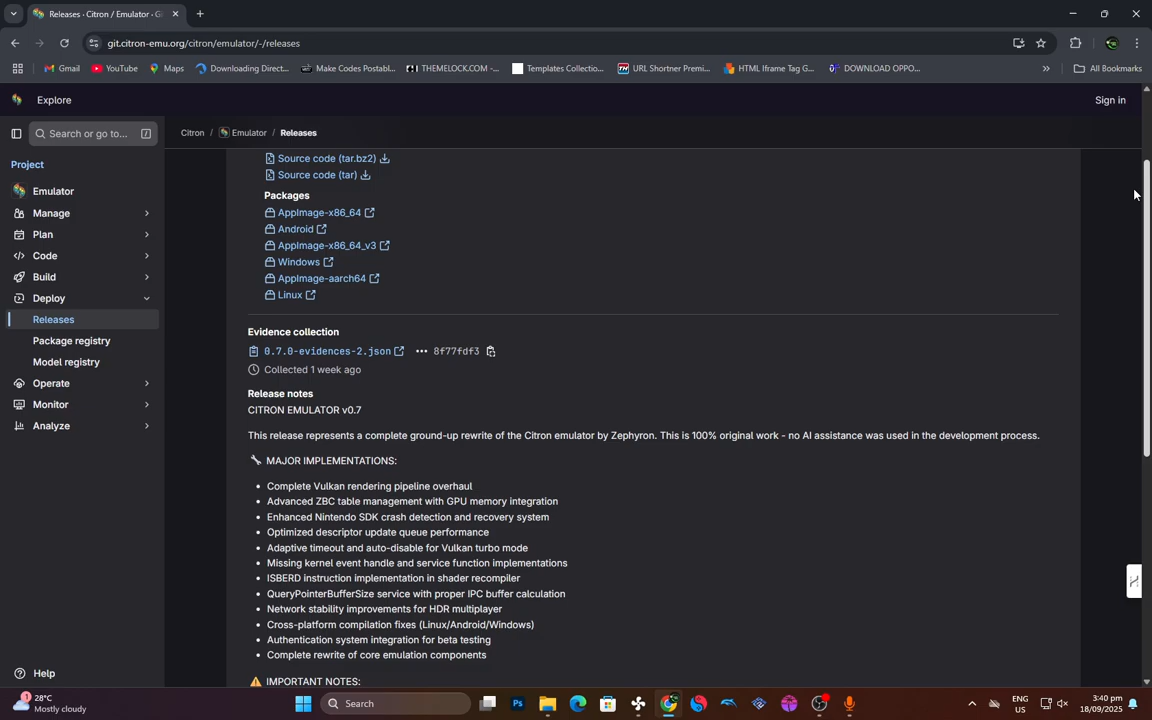 Releases · Citron / Emulator · Gi
git.citron-emu.org/citron/emulator/-/releases
Gmail
YouTube
Maps
Downloading Direct...
Make Codes Postabl...
THEMELOCK.COM -...
Templates Collectio...
URL Shortner Premi...
HTML Iframe Tag G...
DOWNLOAD OPPO...
All Bookmarks
Explore
Sign in
Search or go to...
/
Citron / Emulator / Releases
Project
Emulator
Manage
Plan
Code
Build
Deploy
Releases
Package registry
Model registry
Operate
Monitor
Analyze
Help
Source code (tar.bz2)
Source code (tar)
Packages
AppImage-x86_64
Android
AppImage-x86_64_v3
Windows
AppImage-aarch64
Linux
Evidence collection
0.7.0-evidences-2.json ••• 8f77fdf3
Collected 1 week ago
Release notes
CITRON EMULATOR v0.7
This release represents a complete ground-up rewrite of the Citron emulator by Zephyron. This is 100% original work - no AI assistance was used in the development process.
🔧 MAJOR IMPLEMENTATIONS:
• Complete Vulkan rendering pipeline overhaul
• Advanced ZBC table management with GPU memory integration
• Enhanced Nintendo SDK crash detection and recovery system
• Optimized descriptor update queue performance
• Adaptive timeout and auto-disable for Vulkan turbo mode
• Missing kernel event handle and service function implementations
• ISBERD instruction implementation in shader recompiler
• QueryPointerBufferSize service with proper IPC buffer calculation
• Network stability improvements for HDR multiplayer
• Cross-platform compilation fixes (Linux/Android/Windows)
• Authentication system integration for beta testing
• Complete rewrite of core emulation components
⚠️ IMPORTANT NOTES:
28°C
Mostly cloudy
Search
Ps
ENG
US
3:40 pm
18/09/2025